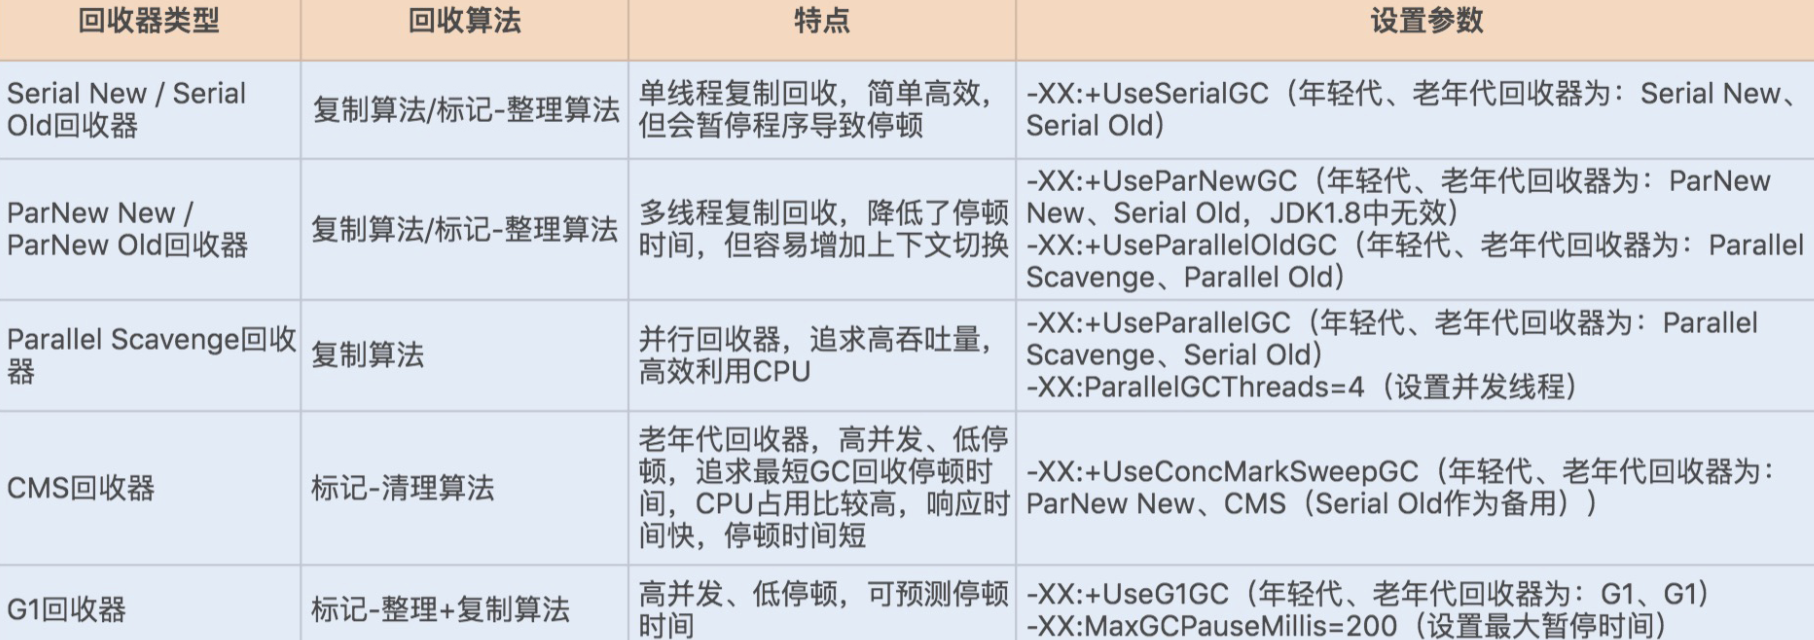 回收器类型
回收算法
特点
设置参数
Serial New / Serial
Old回收器
复制算法/标记-整理算法
单线程复制回收，简单高效，
但会暂停程序导致停顿
-XX:+UseSerialGC（年轻代、老年代回收器为：Serial New、
Serial Old）
ParNew New /
ParNew Old回收器
复制算法/标记-整理算法
多线程复制回收，降低了停顿
时间，但容易增加上下文切换
-XX:+UseParNewGC（年轻代、老年代回收器为：ParNew
New、Serial Old，JDK1.8中无效）
-XX:+UseParallelOldGC（年轻代、老年代回收器为：Parallel
Scavenge、Parallel Old）
Parallel Scavenge回收
器
复制算法
并行回收器，追求高吞吐量，
高效利用CPU
-XX:+UseParallelGC（年轻代、老年代回收器为：Parallel
Scavenge、Serial Old）
-XX:ParallelGCThreads=4（设置并发线程）
CMS回收器
标记-清理算法
老年代回收器，高并发、低停
顿，追求最短GC回收停顿时
间，CPU占用比较高，响应时
间快，停顿时间短
-XX:+UseConcMarkSweepGC（年轻代、老年代回收器为：
ParNew New、CMS（Serial Old作为备用））
G1回收器
标记-整理+复制算法
高并发、低停顿，可预测停顿
时间
-XX:+UseG1GC（年轻代、老年代回收器为：G1、G1）
-XX:MaxGCPauseMillis=200（设置最大暂停时间）